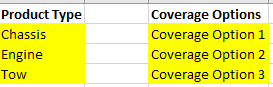 Product Type Coverage Options
Chassis Coverage Option 1
Engine Coverage Option 2
Tow Coverage Option 3